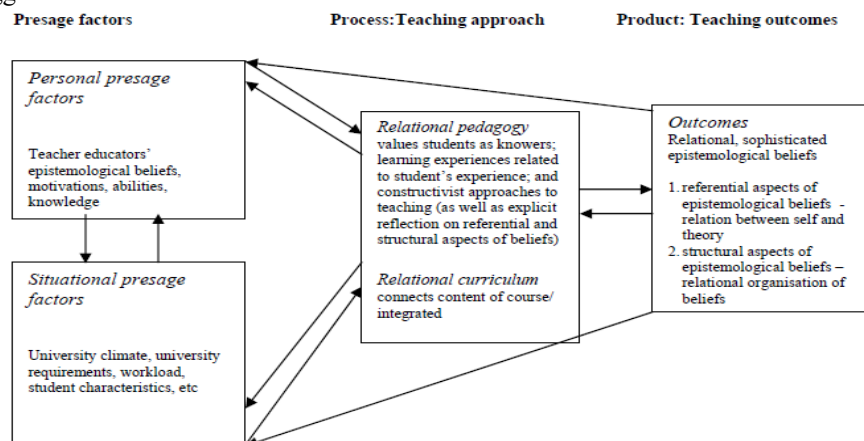 Presage factors
Process:Teaching approach
Product: Teaching outcomes
Personal presage
factors
Teacher educators'
epistemological beliefs,
motivations, abilities,
knowledge
Situational presage
factors
University climate, university
requirements, workload,
student characteristics, etc
Relational pedagogy
values students as knowers;
learning experiences related
to student's experience; and
constructivist approaches to
teaching (as well as explicit
reflection on referential and
structural aspects of beliefs)
Relational curriculum
connects content of course/
integrated
Outcomes
Relational, sophisticated
epistemological beliefs
1. referential aspects of
epistemological beliefs -
relation between self and
theory
2. structural aspects of
epistemological beliefs –
relational organisation of
beliefs